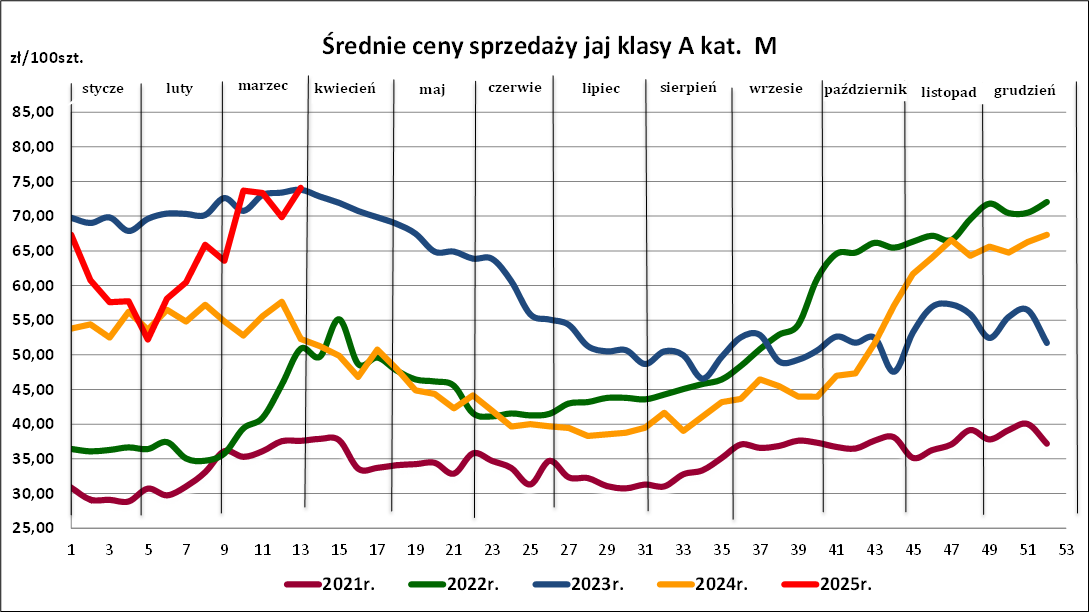 Średnie ceny sprzedaży jaj klasy A kat. M
zł/100szt.
stycze luty marzec kwiecień maj czerwie lipiec sierpień wrzesie październik listopad grudzień
85,00
80,00
75,00
70,00
65,00
60,00
55,00
50,00
45,00
40,00
35,00
30,00
25,00
1 3 5 7 9 11 13 15 17 19 21 23 25 27 29 31 33 35 37 39 41 43 45 47 49 51 53
2021r. 2022r. 2023r. 2024r. 2025r.